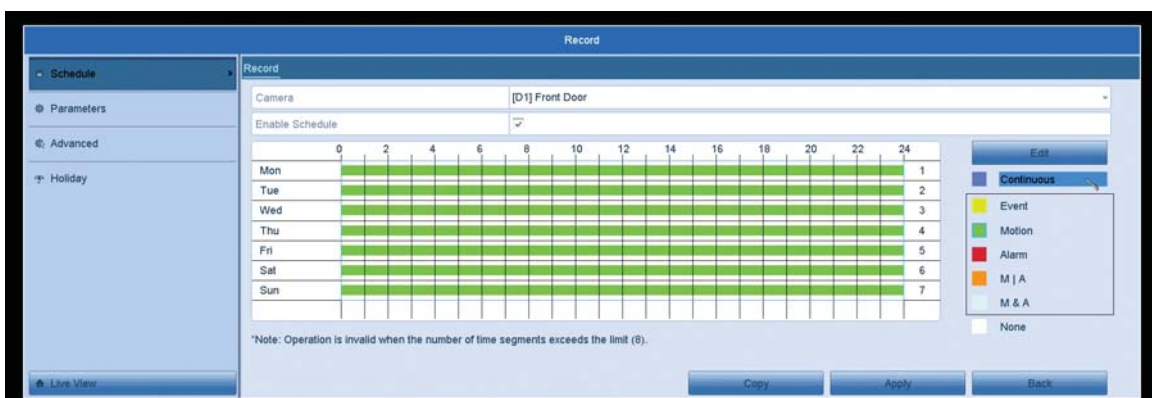 Record
Schedule
Parameters
Advanced
Holiday
Live View
Record
Camera [D1] Front Door
Enable Schedule
0 2 4 6 8 10 12 14 16 18 20 22 24
Mon 1
Tue 2
Wed 3
Thu 4
Fri 5
Sat 6
Sun 7
*Note: Operation is invalid when the number of time segments exceeds the limit (8).
Edit
Continuous
Event
Motion
Alarm
M | A
M & A
None
Copy Apply Back